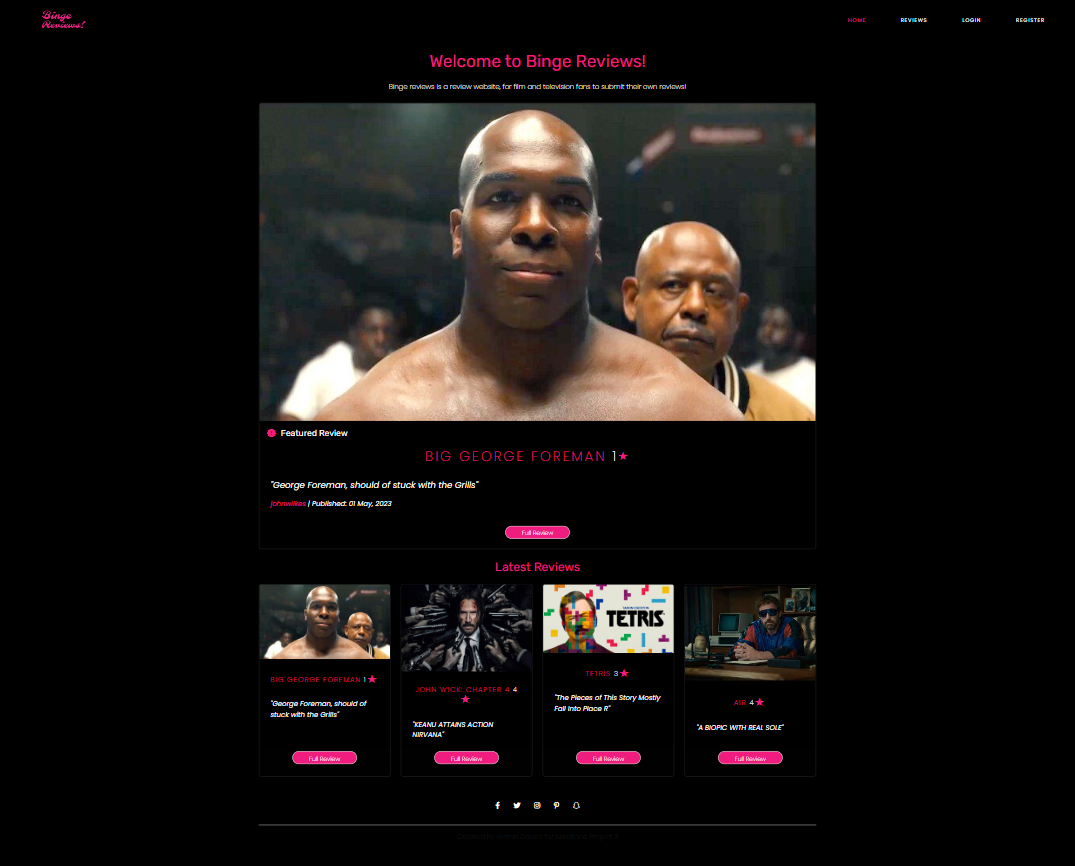 Binge
Reviews!
HOME
REVIEWS
LOGIN
REGISTER
Welcome to Binge Reviews!
Binge reviews is a review website, for film and television fans to submit their own reviews!
Featured Review
BIG GEORGE FOREMAN 1
"George Foreman, should of stuck with the Grills"
johnwilkes | Published: 01 May, 2023
Full Review
Latest Reviews
BIG GEORGE FOREMAN 1
"George Foreman, should of
stuck with the Grills"
Full Review
JOHN WICK: CHAPTER 4 4
"KEANU ATTAINS ACTION
NIRVANA"
Full Review
TETRIS
TETRIS 3
"The Pieces of This Story Mostly
Fall Into Place R"
Full Review
AIR 4
"A BIOPIC WITH REAL SOLE"
Full Review